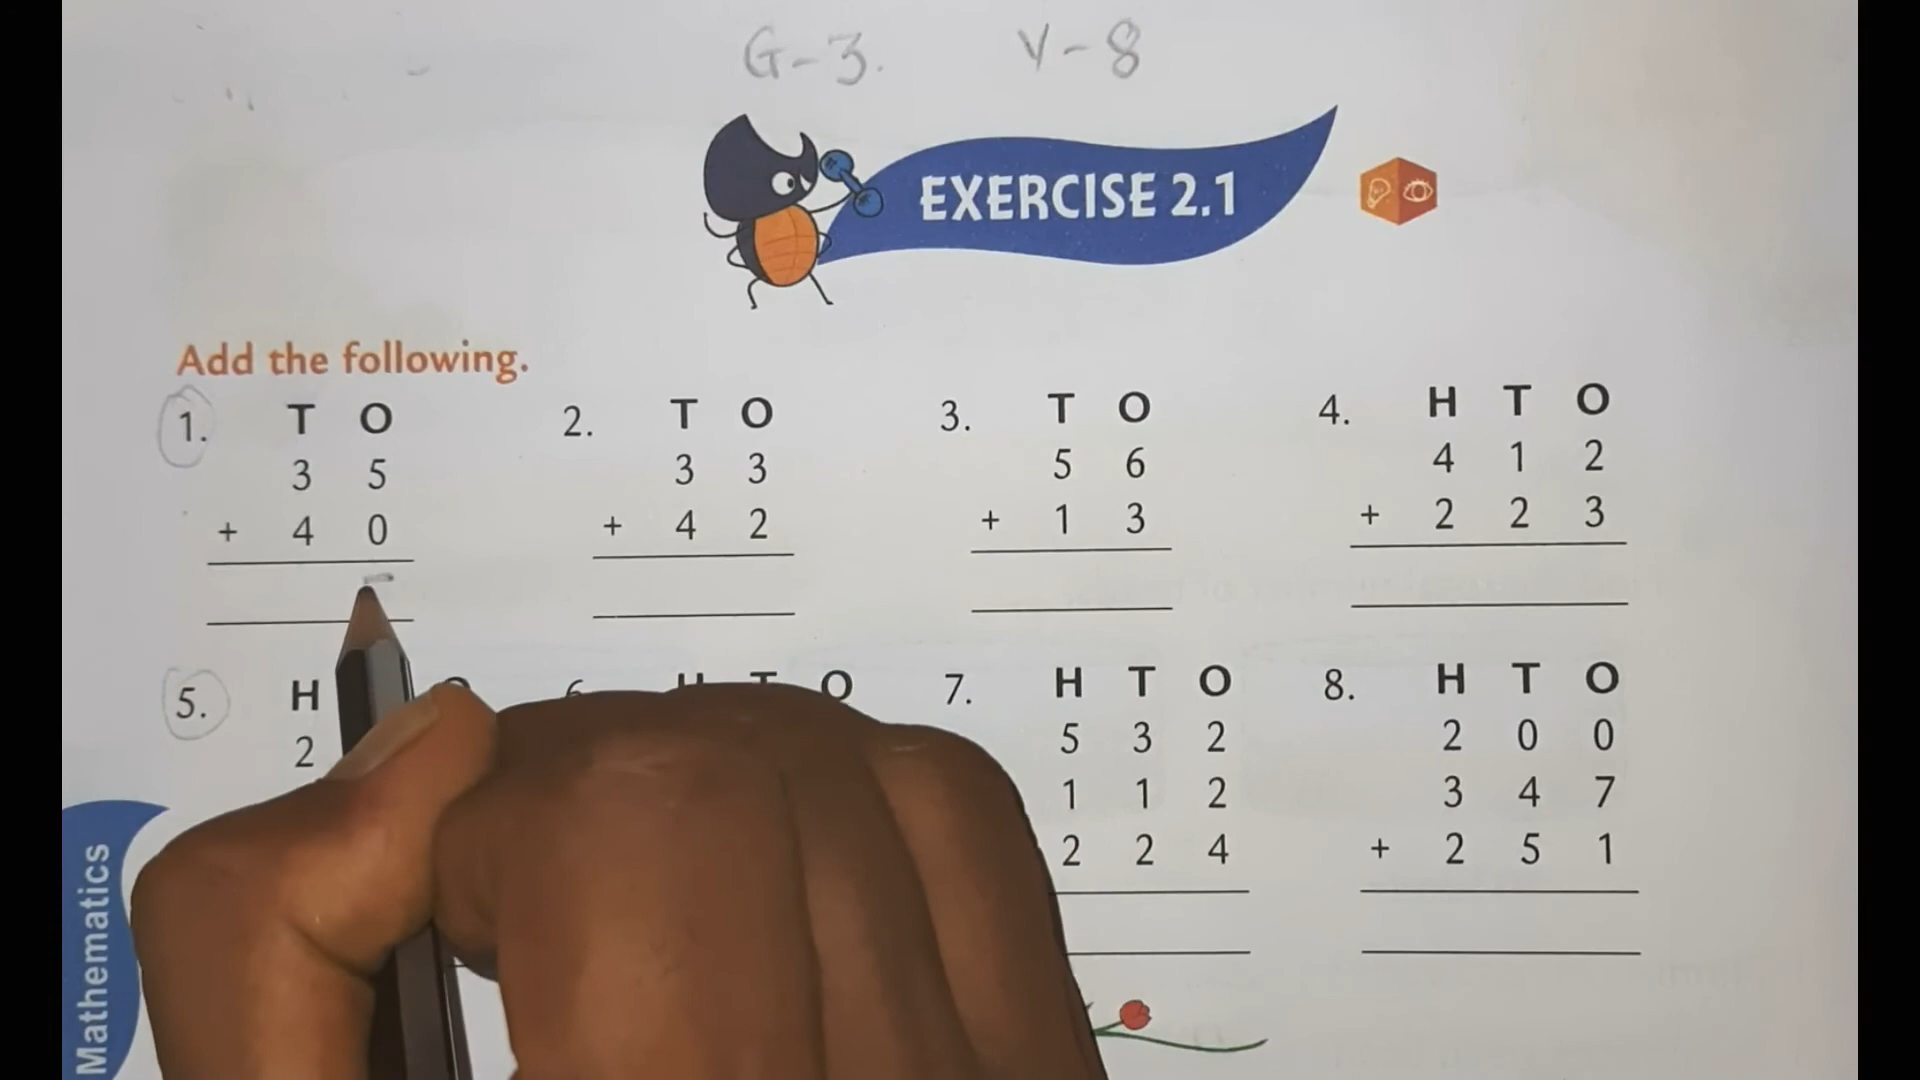 G-3. V-8
EXERCISE 2.1
Add the following.
1. T O 2. T O 3. T O 4. H T O
3 5 3 3 5 6 4 1 2
+ 4 0 + 4 2 + 1 3 + 2 2 3
5. H 7. H T O 8. H T O
2 5 3 2 2 0 0
1 1 2 3 4 7
2 2 4 + 2 5 1
Mathematics